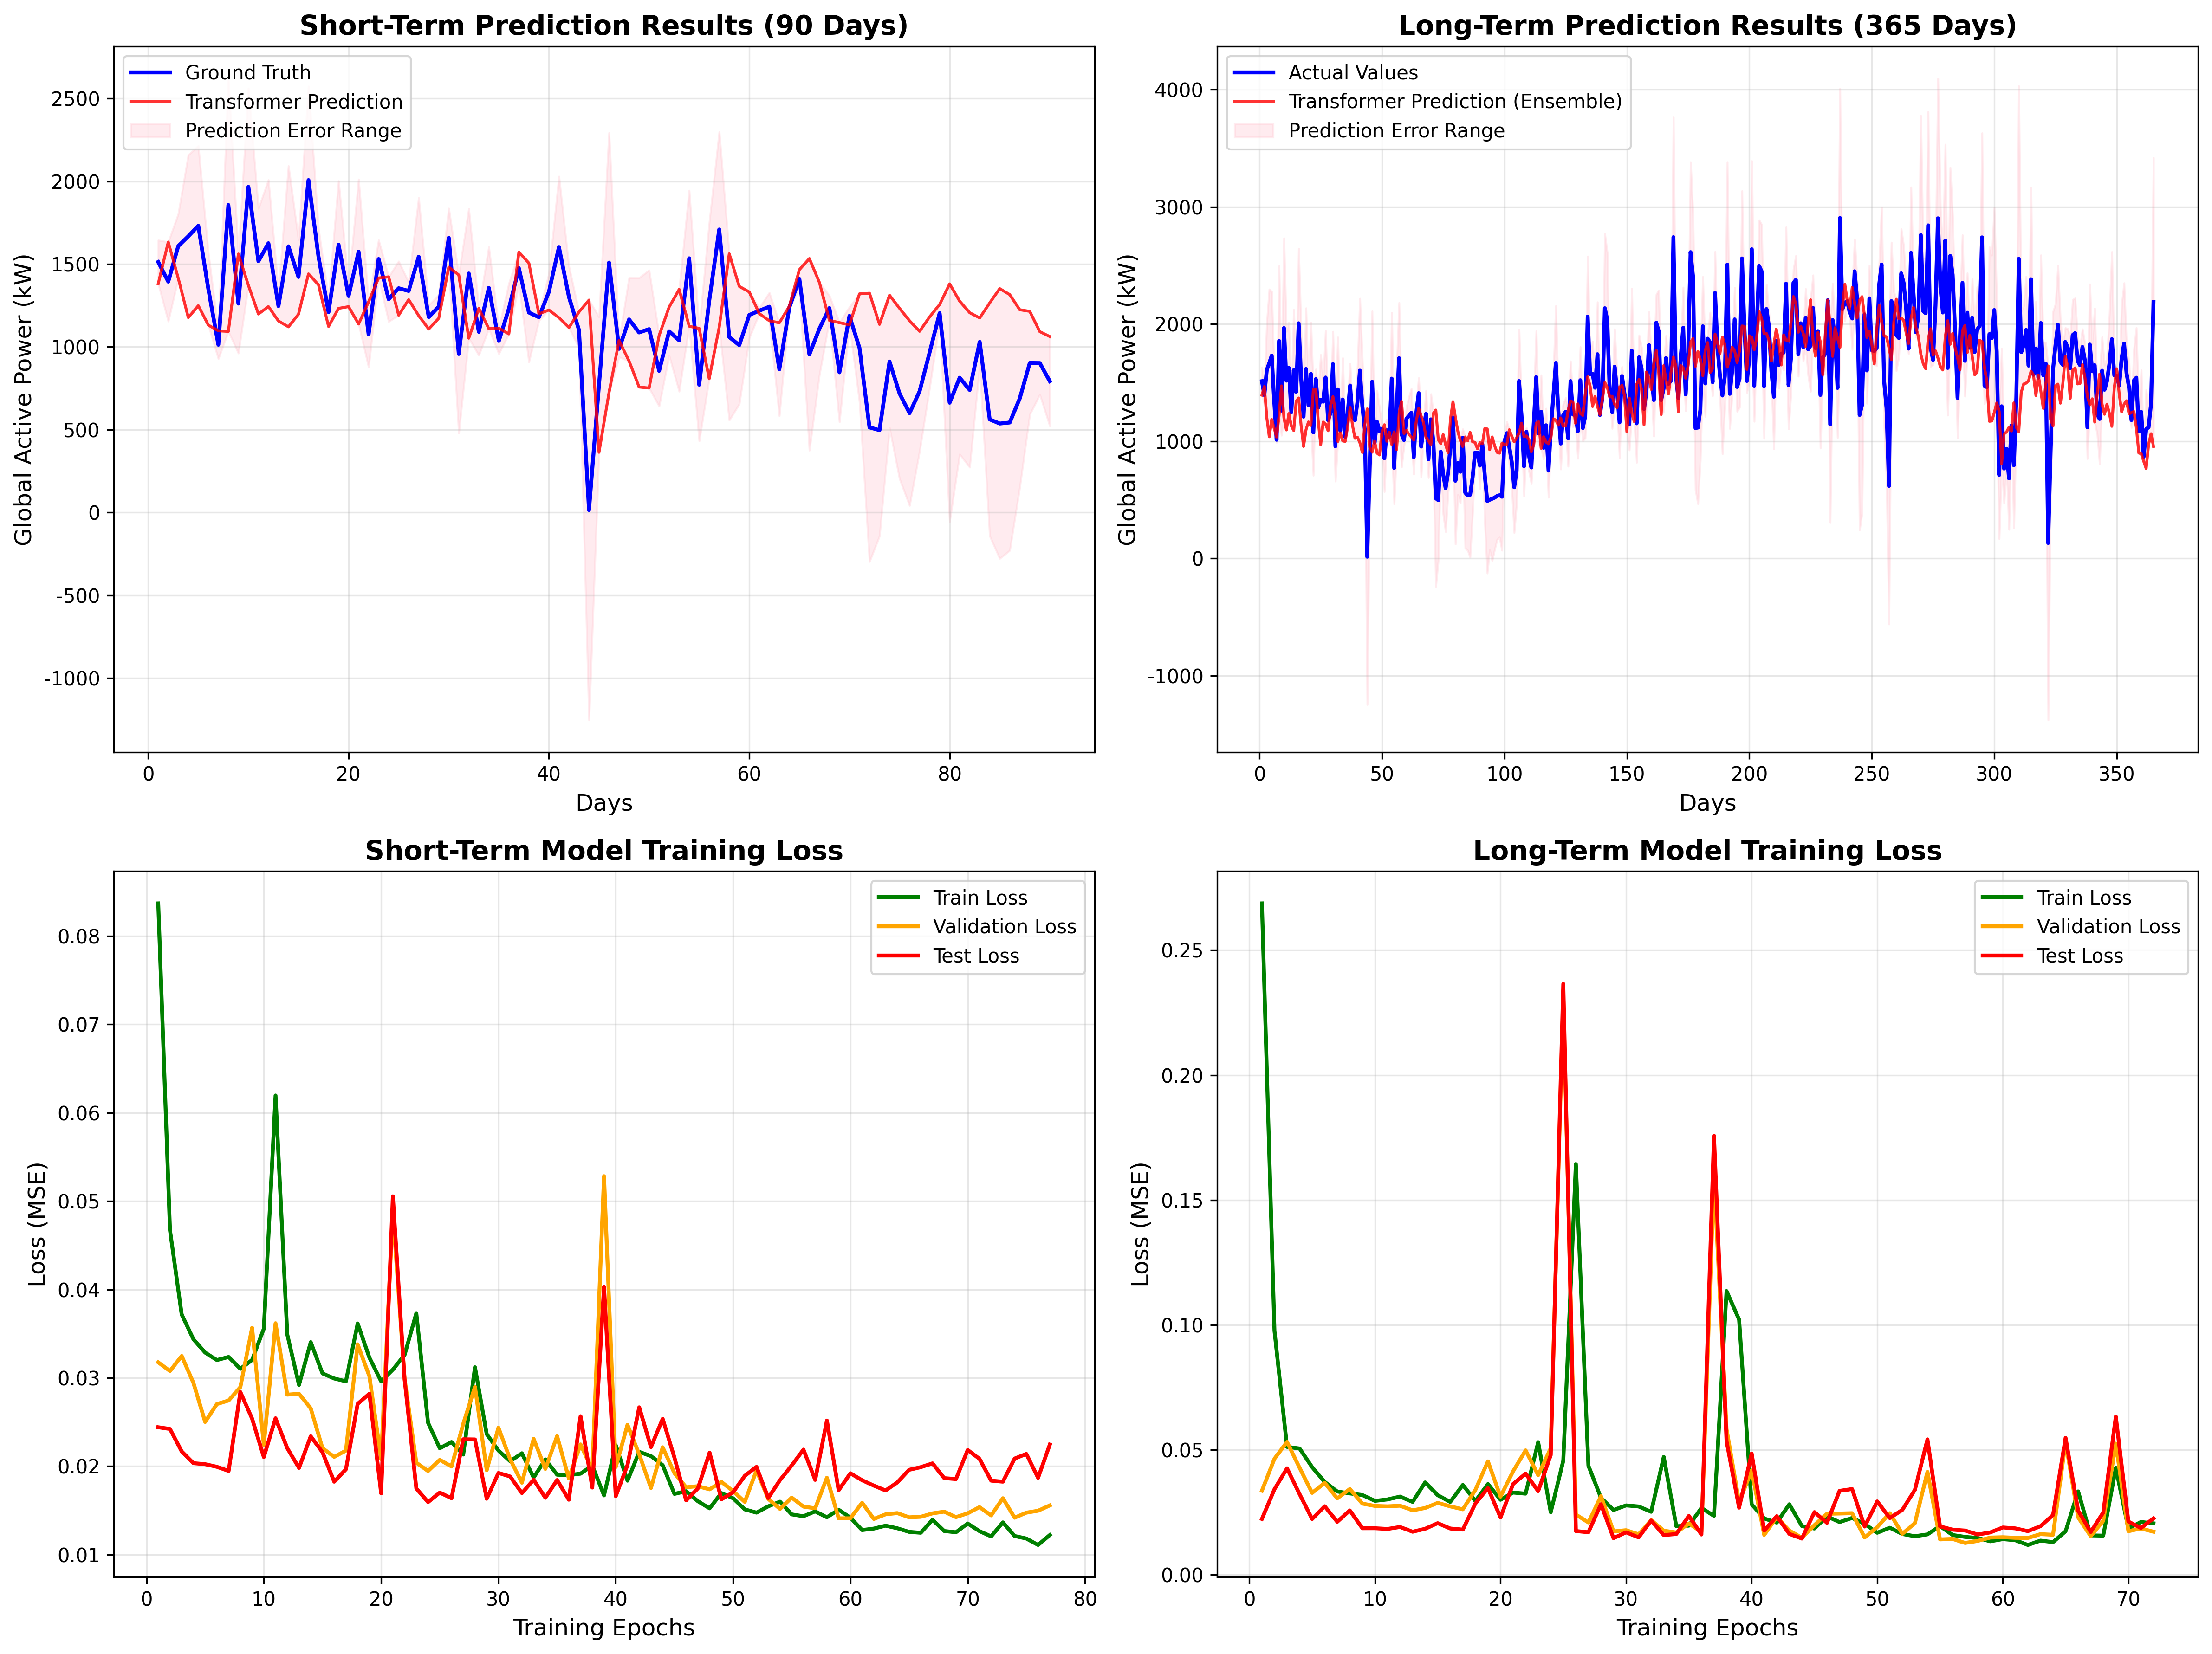 Short-Term Prediction Results (90 Days)
Ground Truth
Transformer Prediction
Prediction Error Range
Global Active Power (kW)
2500
2000
1500
1000
500
0
-500
-1000
0 20 40 60 80
Days
Long-Term Prediction Results (365 Days)
Actual Values
Transformer Prediction (Ensemble)
Prediction Error Range
Global Active Power (kW)
4000
3000
2000
1000
0
-1000
0 50 100 150 200 250 300 350
Days
Short-Term Model Training Loss
Train Loss
Validation Loss
Test Loss
Loss (MSE)
0.08
0.07
0.06
0.05
0.04
0.03
0.02
0.01
0 10 20 30 40 50 60 70 80
Training Epochs
Long-Term Model Training Loss
Train Loss
Validation Loss
Test Loss
Loss (MSE)
0.25
0.20
0.15
0.10
0.05
0.00
0 10 20 30 40 50 60 70
Training Epochs